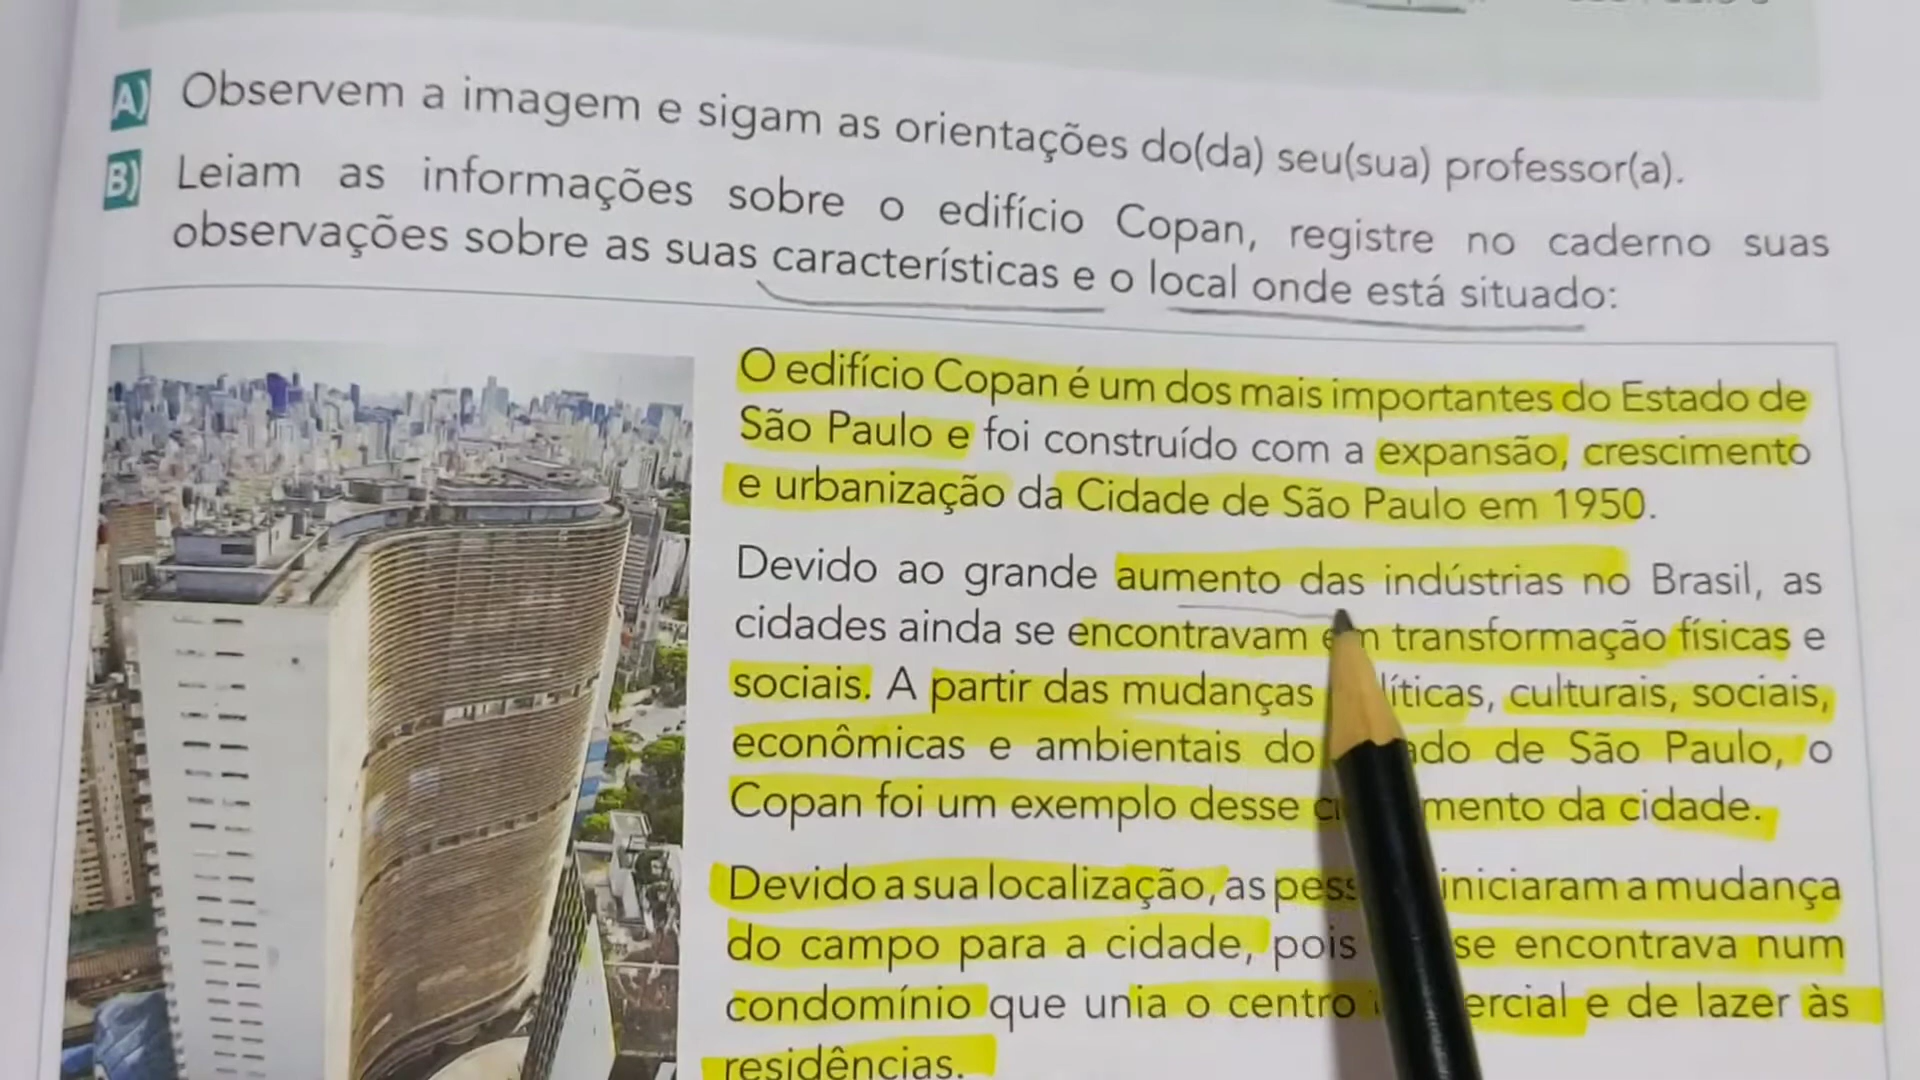 A) Observem a imagem e sigam as orientações do(da) seu(sua) professor(a).
B) Leiam as informações sobre o edifício Copan, registre no caderno suas
observações sobre as suas características e o local onde está situado:
O edifício Copan é um dos mais importantes do Estado de
São Paulo e foi construído com a expansão, crescimento
e urbanização da Cidade de São Paulo em 1950.
Devido ao grande aumento das indústrias no Brasil, as
cidades ainda se encontravam em transformação físicas e
sociais. A partir das mudanças líticas, culturais, sociais,
econômicas e ambientais do ado de São Paulo, o
Copan foi um exemplo desse mento da cidade.
Devido a sua localização, as pess iniciaram a mudança
do campo para a cidade, pois se encontrava num
condomínio que unia o centro ercial e de lazer às
residências.